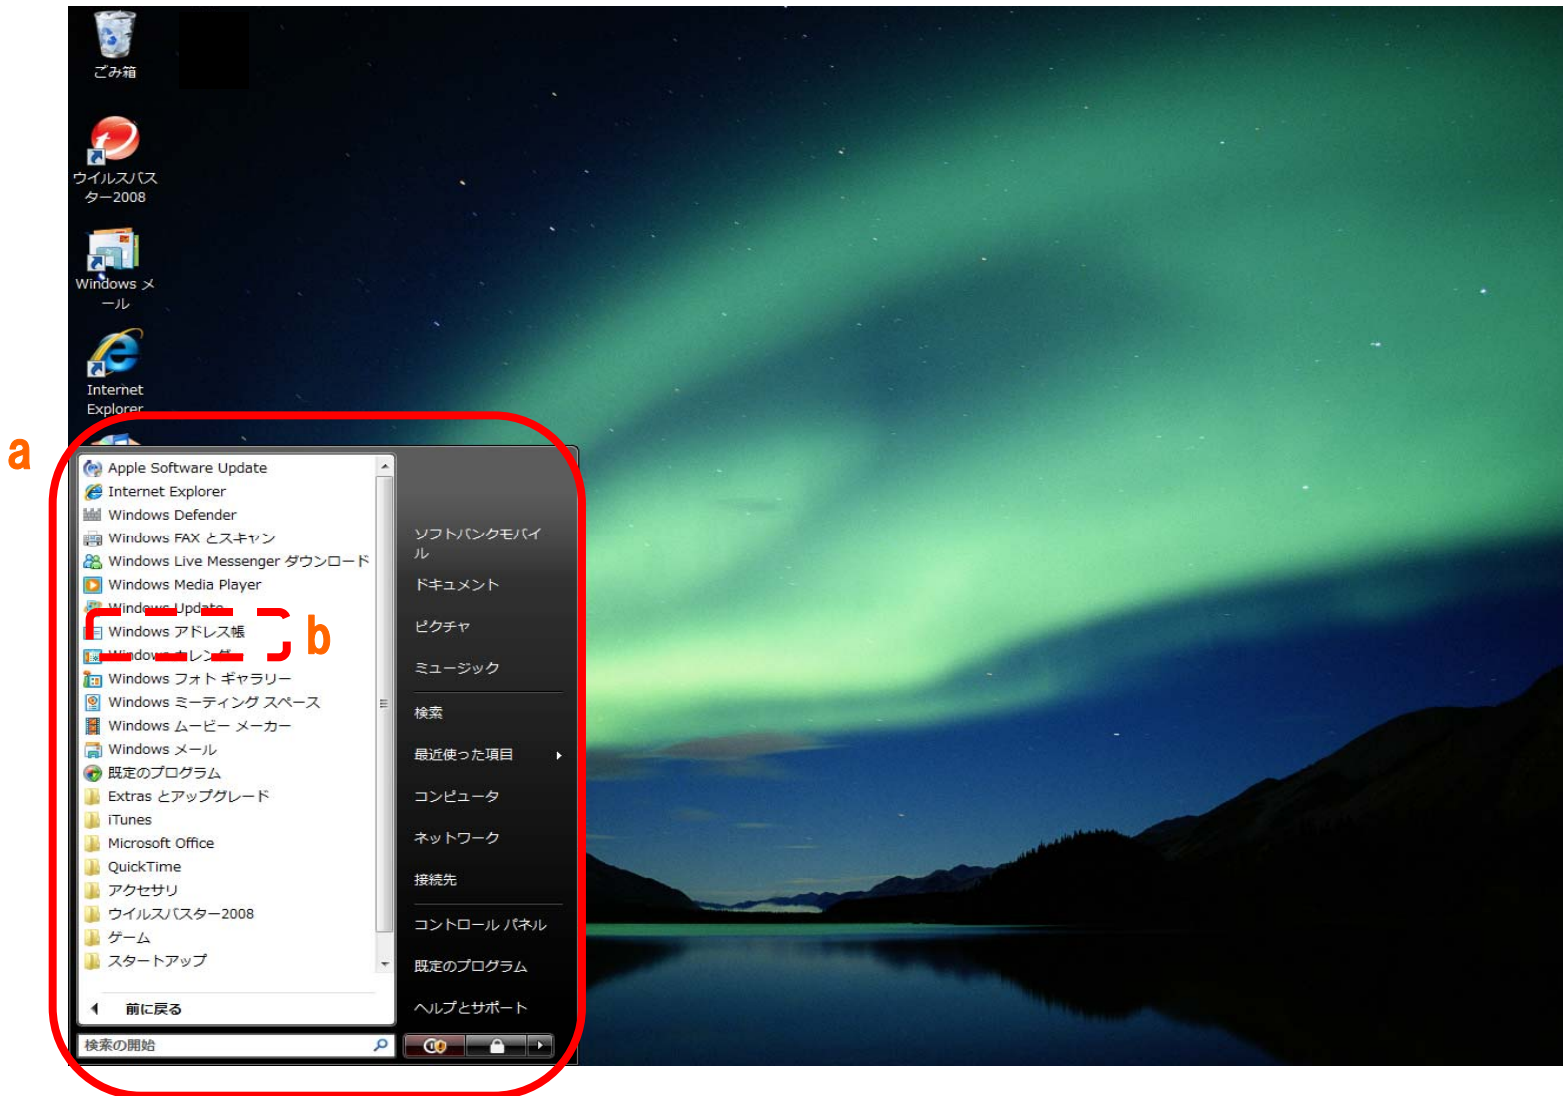 ごみ箱
ウイルスバス
ター2008
Windows メ
ール
Internet
Explorer
a
Apple Software Update
Internet Explorer
Windows Defender
Windows FAX とスキャン
Windows Live Messenger ダウンロード
Windows Media Player
Windows Update
Windows アドレス帳
b
Windows カレンダー
Windows フォト ギャラリー
Windows ミーティング スペース
Windows ムービー メーカー
Windows メール
既定のプログラム
Extras とアップグレード
iTunes
Microsoft Office
QuickTime
アクセサリ
ウイルスバスター2008
ゲーム
スタートアップ
前に戻る
検索の開始
ソフトバンクモバイ
ル
ドキュメント
ピクチャ
ミュージック
検索
最近使った項目
コンピュータ
ネットワーク
接続先
コントロール パネル
既定のプログラム
ヘルプとサポート